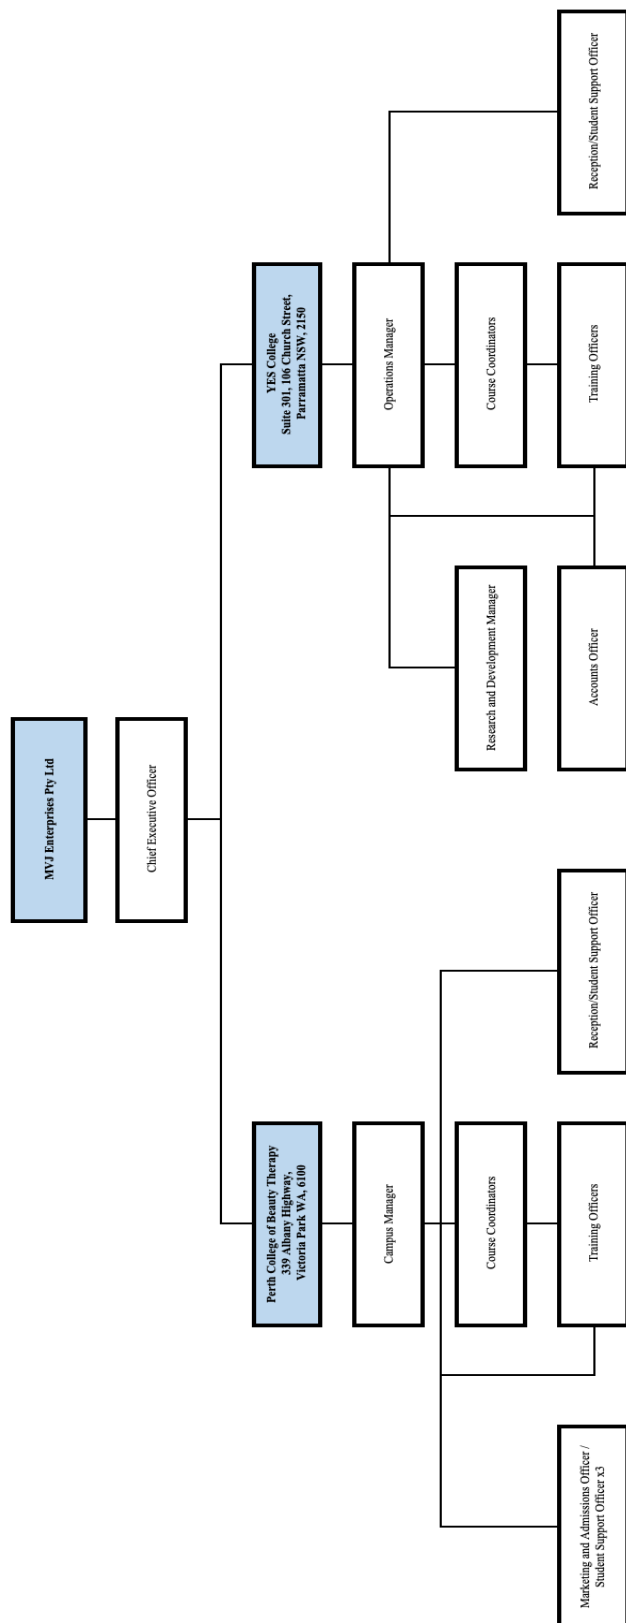 MVJ Enterprises Pty Ltd
Chief Executive Officer
Perth College of Beauty Therapy
339 Albany Highway,
Victoria Park WA, 6100
YES College
Suite 301, 106 Church Street,
Parramatta NSW, 2150
Campus Manager
Operations Manager
Course Coordinators
Research and Development Manager
Course Coordinators
Marketing and Admissions Officer /
Student Support Officer x3
Training Officers
Reception/Student Support Officer
Accounts Officer
Training Officers
Reception/Student Support Officer